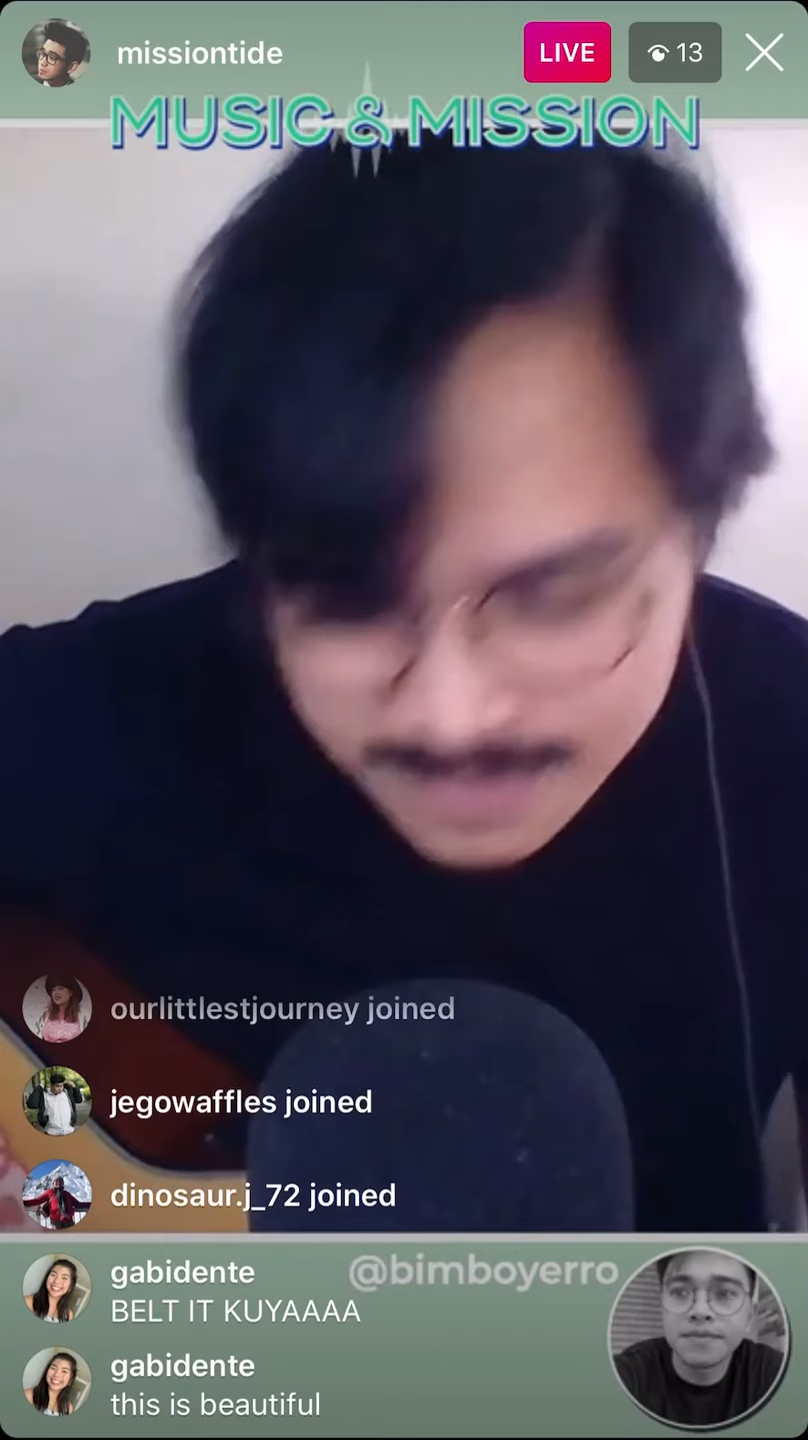 missiontide
LIVE
13
MUSIC & MISSION
ourlittlestjourney joined
jegowaffles joined
dinosaur.j_72 joined
gabidente
BELT IT KUYAAAA
@bimboyerro
gabidente
this is beautiful